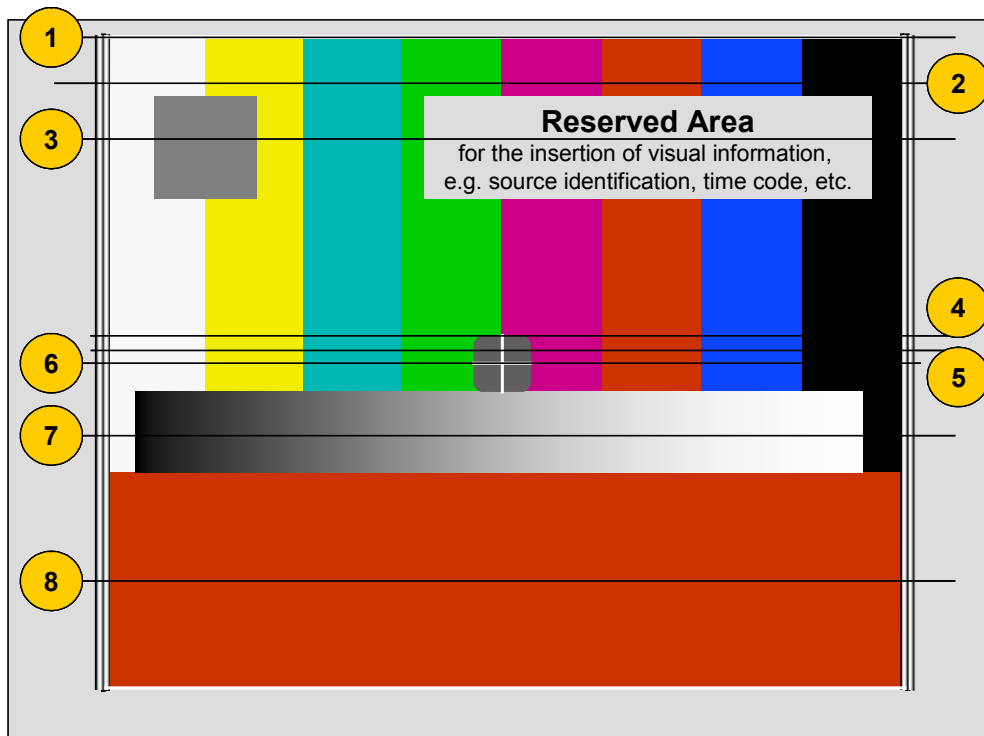 1
2
3
Reserved Area
for the insertion of visual information,
e.g. source identification, time code, etc.
4
6
5
7
8